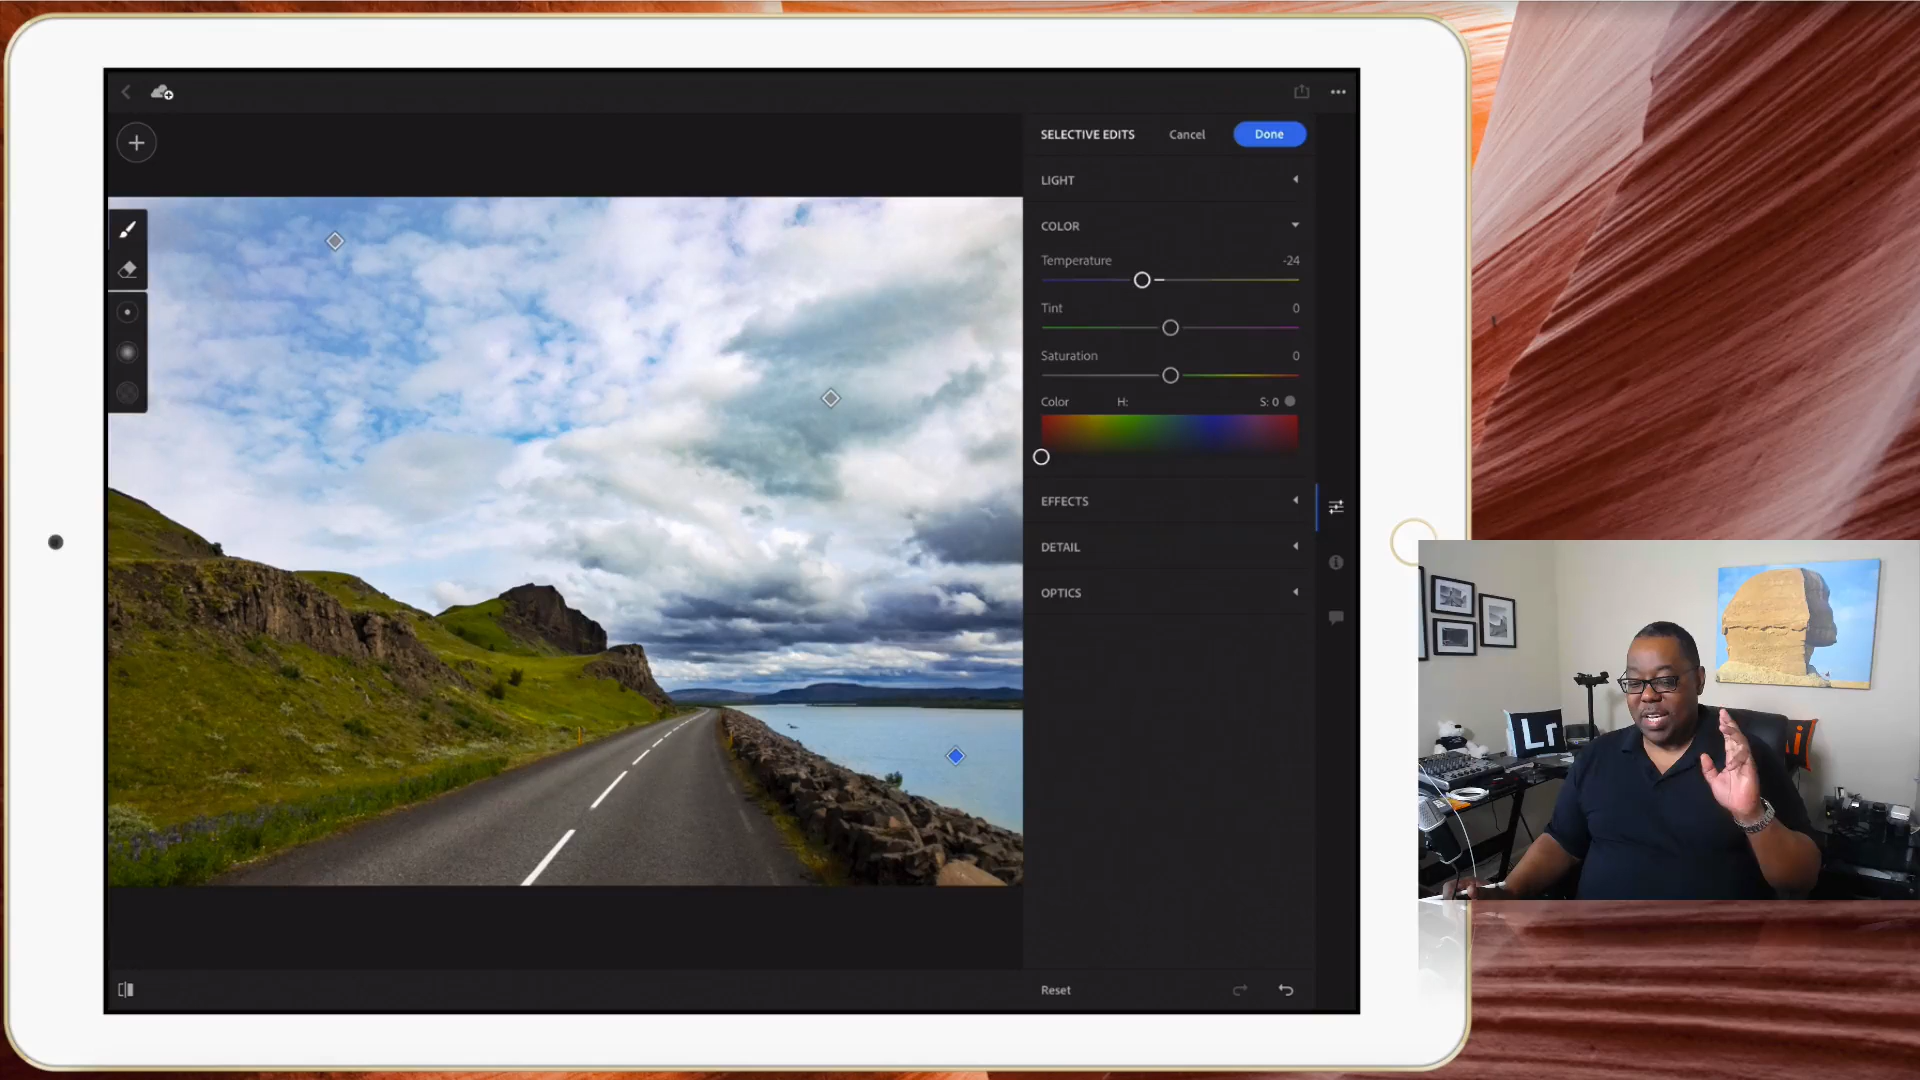 SELECTIVE EDITS Cancel Done
LIGHT
COLOR
Temperature -24
Tint 0
Saturation 0
Color H: S: 0
EFFECTS
DETAIL
OPTICS
Reset
Lr
Ai